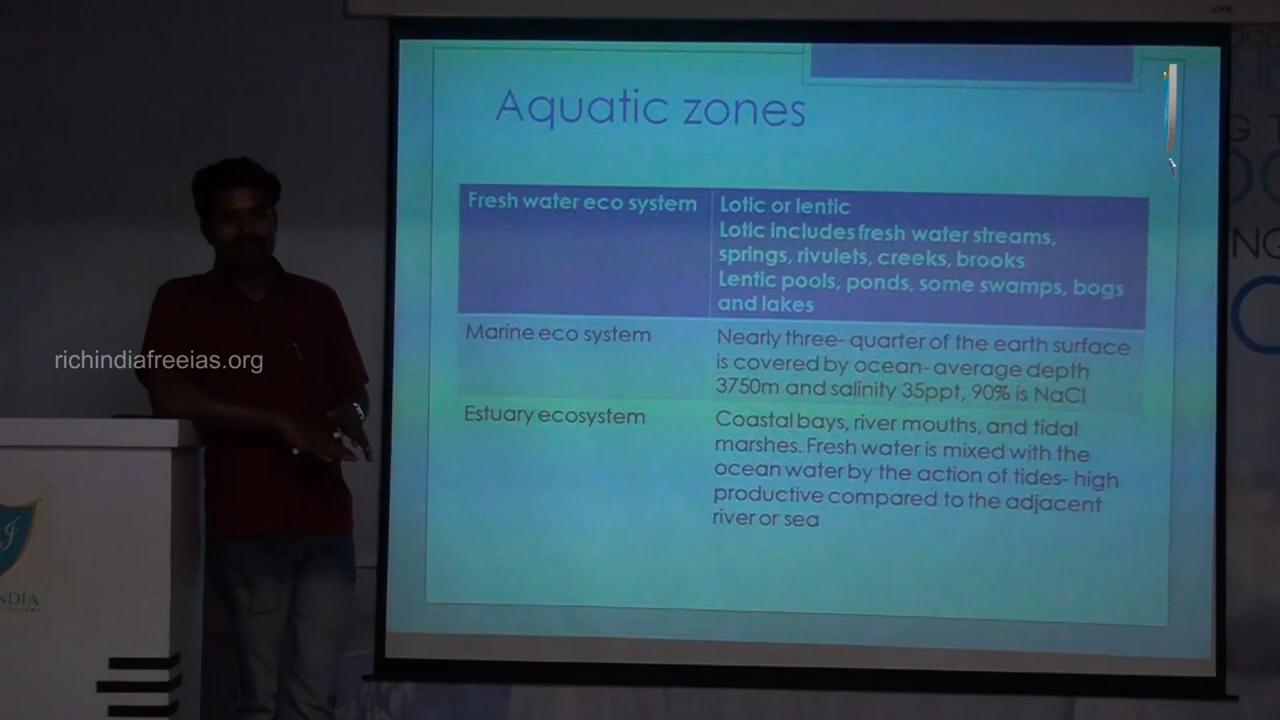 Aquatic zones
Fresh water eco system
Lotic or lentic
Lotic includes fresh water streams,
springs, rivulets, creeks, brooks
Lentic pools, ponds, some swamps, bogs
and lakes
Marine eco system
Nearly three- quarter of the earth surface
is covered by ocean- average depth
3750m and salinity 35ppt, 90% is NaCl
Estuary ecosystem
Coastal bays, river mouths, and tidal
marshes. Fresh water is mixed with the
ocean water by the action of tides- high
productive compared to the adjacent
river or sea
richindiafreeias.org